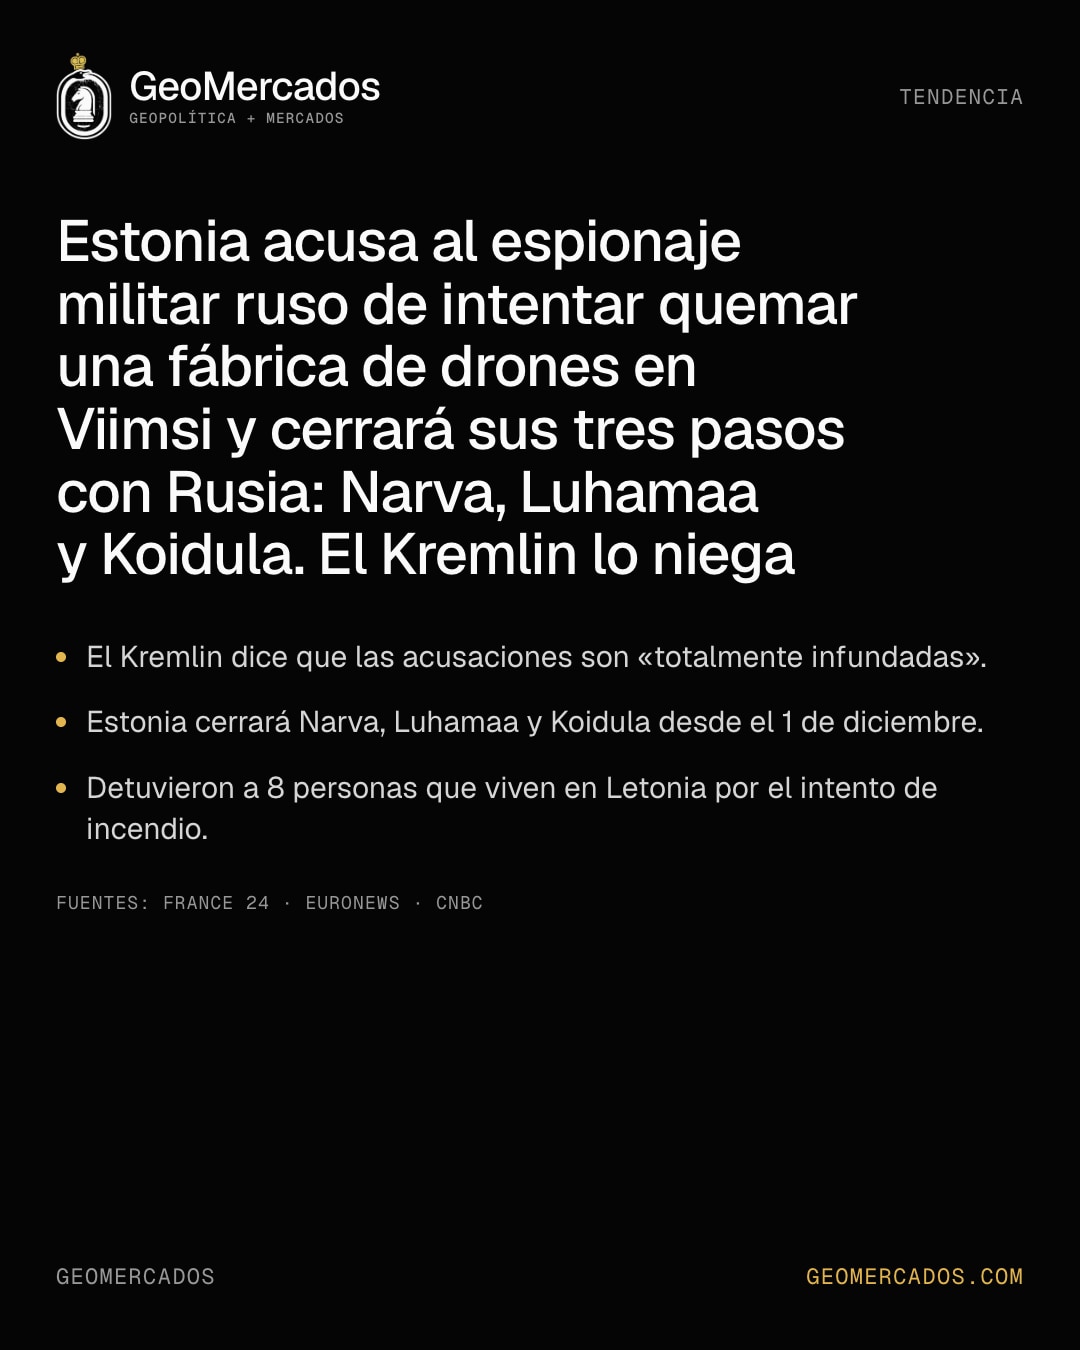 GeoMercados
GEOPOLÍTICA + MERCADOS
TENDENCIA
Estonia acusa al espionaje
militar ruso de intentar quemar
una fábrica de drones en
Viimsi y cerrará sus tres pasos
con Rusia: Narva, Luhamaa
y Koidula. El Kremlin lo niega
• El Kremlin dice que las acusaciones son «totalmente infundadas».
• Estonia cerrará Narva, Luhamaa y Koidula desde el 1 de diciembre.
• Detuvieron a 8 personas que viven en Letonia por el intento de
incendio.
FUENTES: FRANCE 24 · EURONEWS · CNBC
GEOMERCADOS
GEOMERCADOS.COM